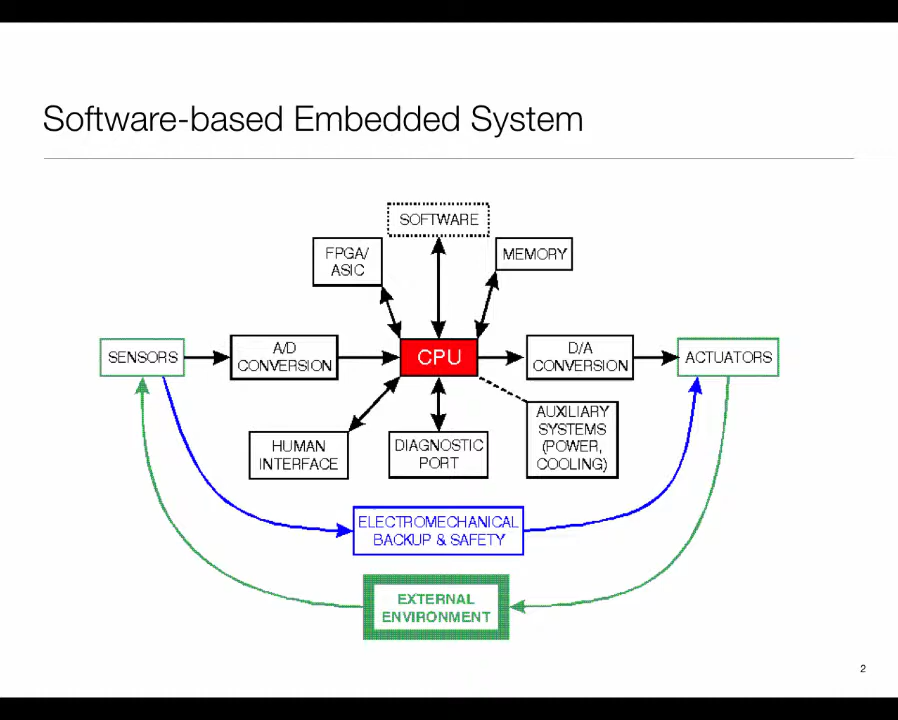 Software-based Embedded System
SOFTWARE
FPGA/
ASIC
MEMORY
SENSORS
A/D
CONVERSION
CPU
D/A
CONVERSION
ACTUATORS
HUMAN
INTERFACE
DIAGNOSTIC
PORT
AUXILIARY
SYSTEMS
(POWER,
COOLING)
ELECTROMECHANICAL
BACKUP & SAFETY
EXTERNAL
ENVIRONMENT
2